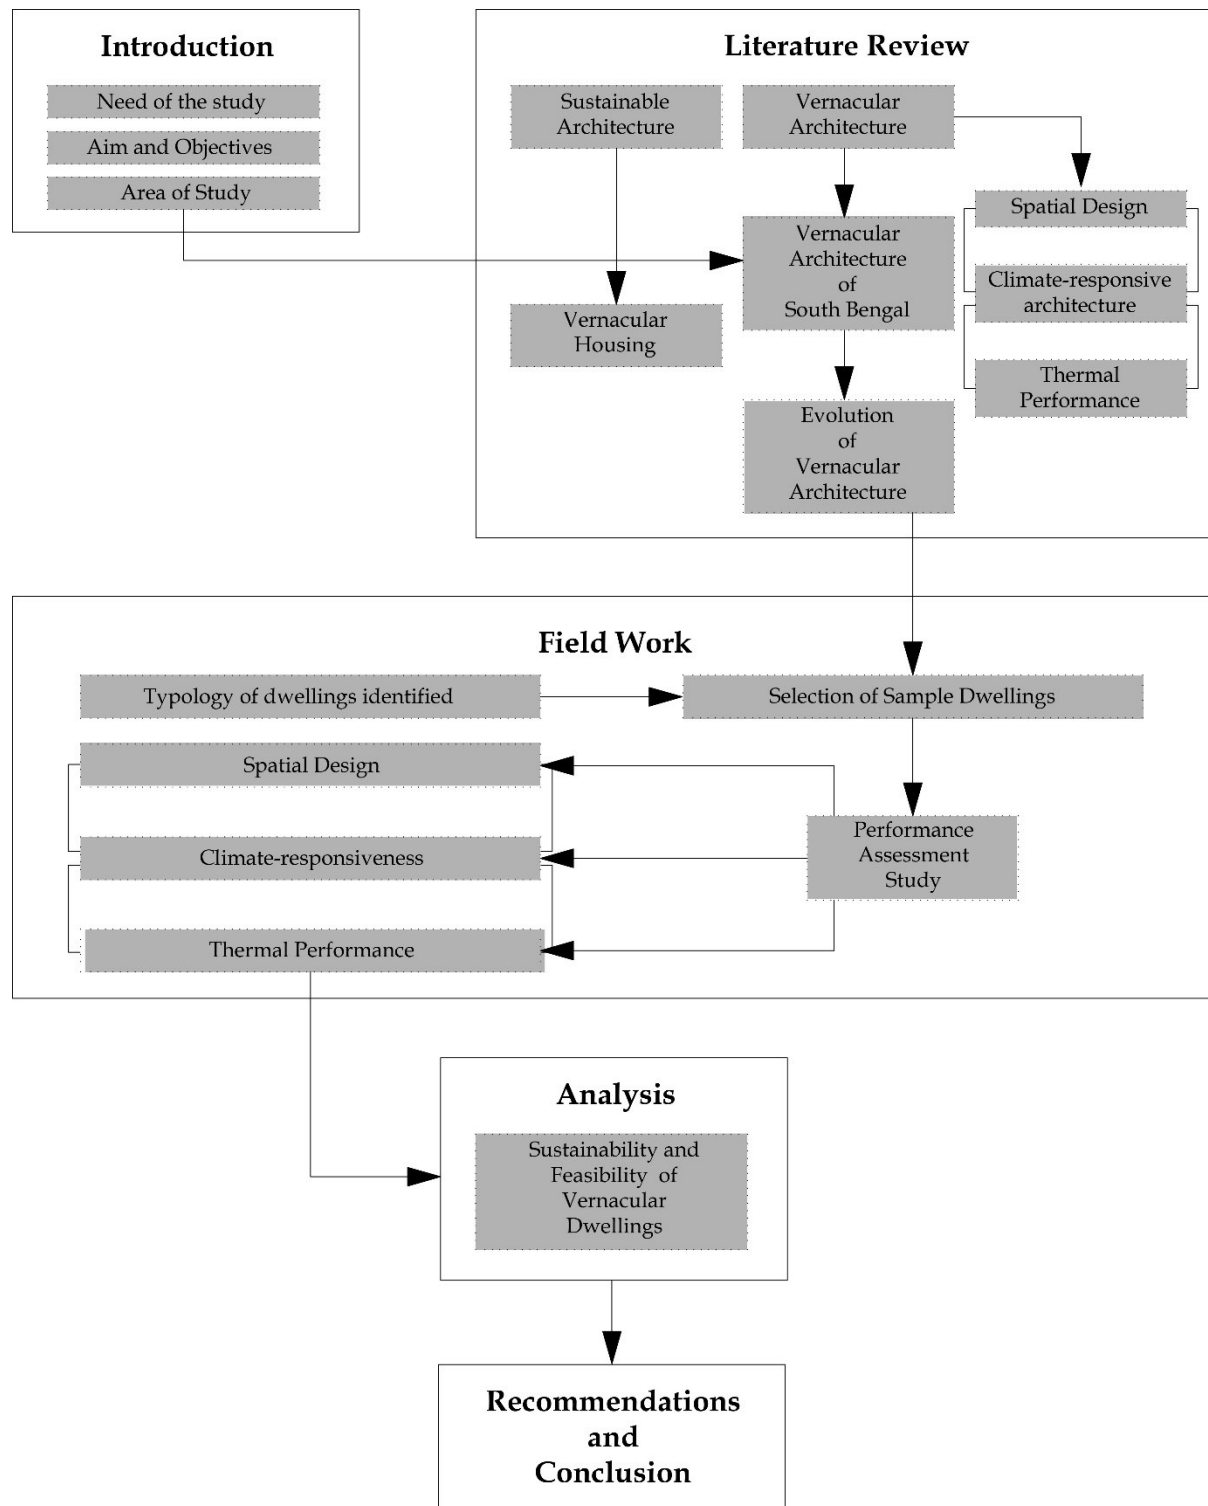 Introduction
Need of the study
Aim and Objectives
Area of Study
Literature Review
Sustainable
Architecture
Vernacular
Architecture
Spatial Design
Vernacular
Architecture
of
South Bengal
Climate-responsive
architecture
Vernacular
Housing
Thermal
Performance
Evolution
of
Vernacular
Architecture
Field Work
Typology of dwellings identified
Selection of Sample Dwellings
Spatial Design
Climate-responsiveness
Thermal Performance
Performance
Assessment
Study
Analysis
Sustainability and
Feasibility of
Vernacular
Dwellings
Recommendations
and
Conclusion